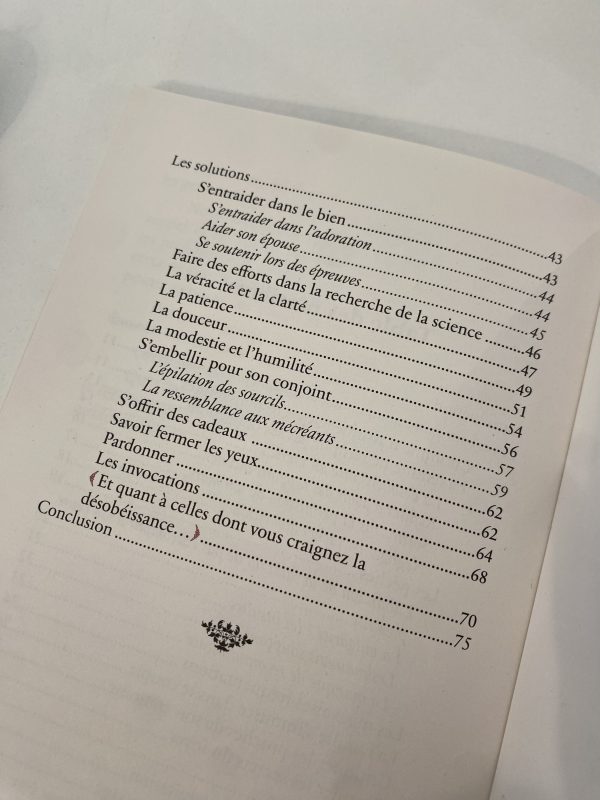 Les solutions..........43
S'entraider dans le bien..........43
S'entraider dans l'adoration..........44
Aider son épouse..........44
Se soutenir lors des épreuves..........45
Faire des efforts dans la recherche de la science..........46
La véracité et la clarté..........47
La patience..........49
La douceur..........51
La modestie et l'humilité..........54
S'embellir pour son conjoint..........56
L'épilation des sourcils..........57
La ressemblance aux mécréants..........59
S'offrir des cadeaux..........62
Savoir fermer les yeux..........62
Pardonner..........64
Les invocations..........68
﴾Et quant à celles dont vous craignez la
désobéissance…﴿..........70
Conclusion..........75